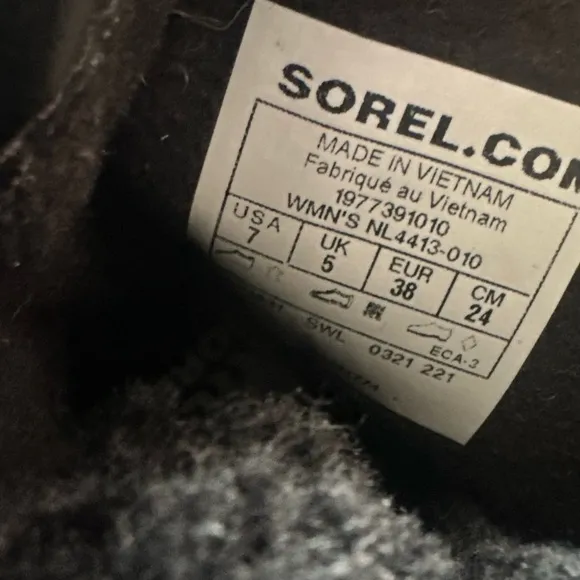 SOREL.COM
MADE IN VIETNAM
Fabriqué au Vietnam
1977391010
WMN'S NL4413-010
USA UK EUR CM
7 5 38 24
ECA-3
SWL 0321 221